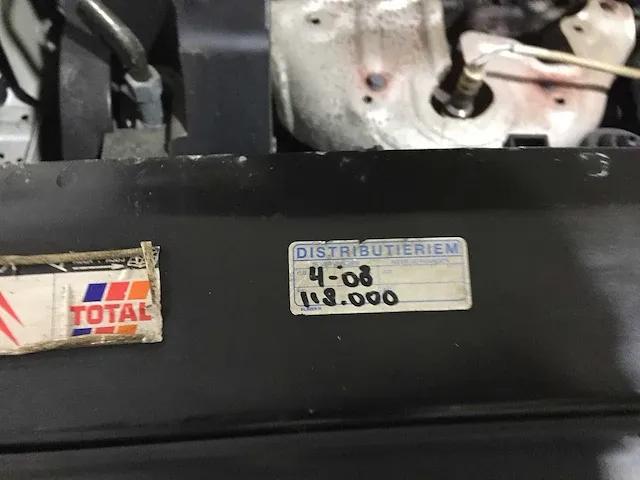 DISTRIBUTIERIEM
4-08
118.000
TOTAL